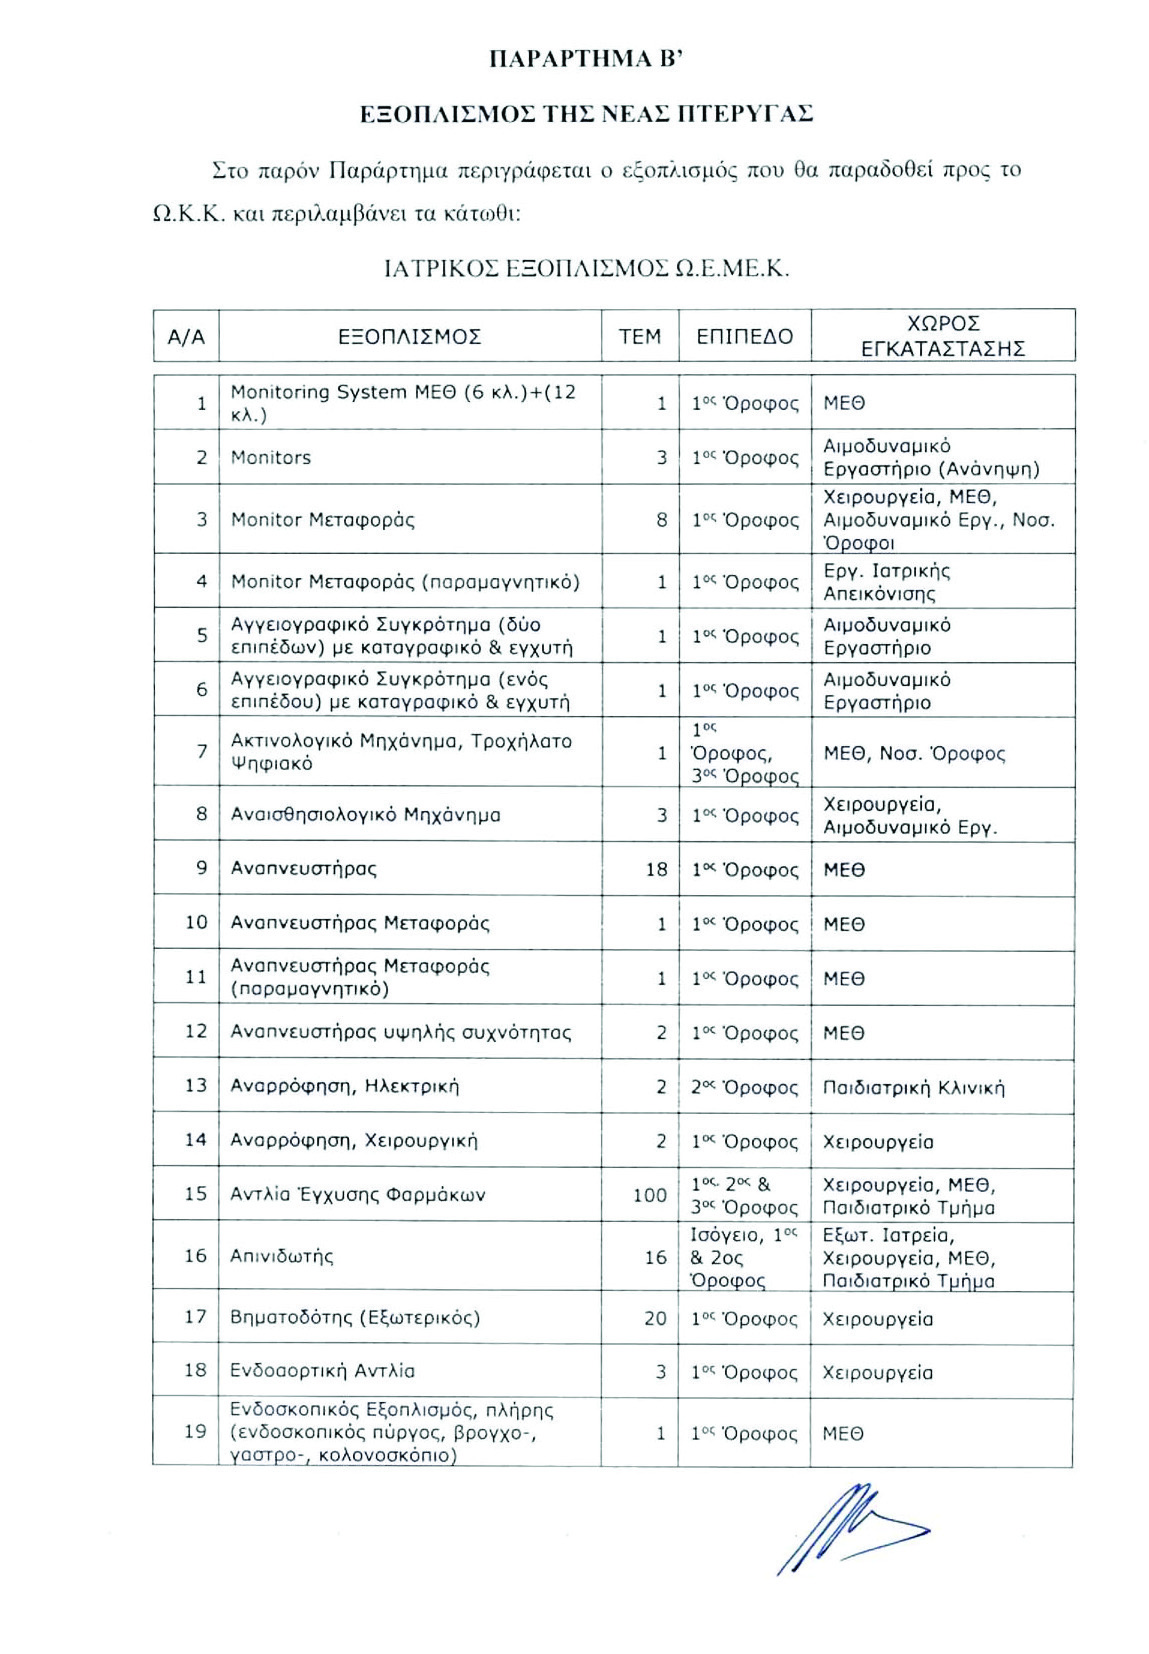 ΠΑΡΑΡΤΗΜΑ Β’
ΕΞΟΠΛΙΣΜΟΣ ΤΗΣ ΝΕΑΣ ΠΤΕΡΥΓΑΣ
Στο παρόν Παράρτημα περιγράφεται ο εξοπλισμός που θα παραδοθεί προς το
Ω.Κ.Κ. και περιλαμβάνει τα κάτωθι:
ΙΑΤΡΙΚΟΣ ΕΞΟΠΛΙΣΜΟΣ Ω.Ε.ΜΕ.Κ.
Α/Α ΕΞΟΠΛΙΣΜΟΣ ΤΕΜ ΕΠΙΠΕΔΟ ΧΩΡΟΣ
ΕΓΚΑΤΑΣΤΑΣΗΣ
1 Monitoring System ΜΕΘ (6 κλ.)+(12
κλ.) 1 1ος Όροφος ΜΕΘ
2 Monitors 3 1ος Όροφος Αιμοδυναμικό
Εργαστήριο (Ανάνηψη)
3 Monitor Μεταφοράς 8 1ος Όροφος Χειρουργεία, ΜΕΘ,
Αιμοδυναμικό Εργ., Νοσ.
Όροφοι
4 Monitor Μεταφοράς (παραμαγνητικό) 1 1ος Όροφος Εργ. Ιατρικής
Απεικόνισης
5 Αγγειογραφικό Συγκρότημα (δύο
επιπέδων) με καταγραφικό & εγχυτή 1 1ος Όροφος Αιμοδυναμικό
Εργαστήριο
6 Αγγειογραφικό Συγκρότημα (ενός
επιπέδου) με καταγραφικό & εγχυτή 1 1ος Όροφος Αιμοδυναμικό
Εργαστήριο
7 Ακτινολογικό Μηχάνημα, Τροχήλατο
Ψηφιακό 1 1ος
Όροφος,
3ος Όροφος ΜΕΘ, Νοσ. Όροφος
8 Αναισθησιολογικό Μηχάνημα 3 1ος Όροφος Χειρουργεία,
Αιμοδυναμικό Εργ.
9 Αναπνευστήρας 18 1ος Όροφος ΜΕΘ
10 Αναπνευστήρας Μεταφοράς 1 1ος Όροφος ΜΕΘ
11 Αναπνευστήρας Μεταφοράς
(παραμαγνητικό) 1 1ος Όροφος ΜΕΘ
12 Αναπνευστήρας υψηλής συχνότητας 2 1ος Όροφος ΜΕΘ
13 Αναρρόφηση, Ηλεκτρική 2 2ος Όροφος Παιδιατρική Κλινική
14 Αναρρόφηση, Χειρουργική 2 1ος Όροφος Χειρουργεία
15 Αντλία Έγχυσης Φαρμάκων 100 1ος, 2ος &
3ος Όροφος Χειρουργεία, ΜΕΘ,
Παιδιατρικό Τμήμα
16 Απινιδωτής 16 Ισόγειο, 1ος
& 2ος
Όροφος Εξωτ. Ιατρεία,
Χειρουργεία, ΜΕΘ,
Παιδιατρικό Τμήμα
17 Βηματοδότης (Εξωτερικός) 20 1ος Όροφος Χειρουργεία
18 Ενδοαορτική Αντλία 3 1ος Όροφος Χειρουργεία
19 Ενδοσκοπικός Εξοπλισμός, πλήρης
(ενδοσκοπικός πύργος, βρογχο-,
γαστρο-, κολονοσκόπιο) 1 1ος Όροφος ΜΕΘ